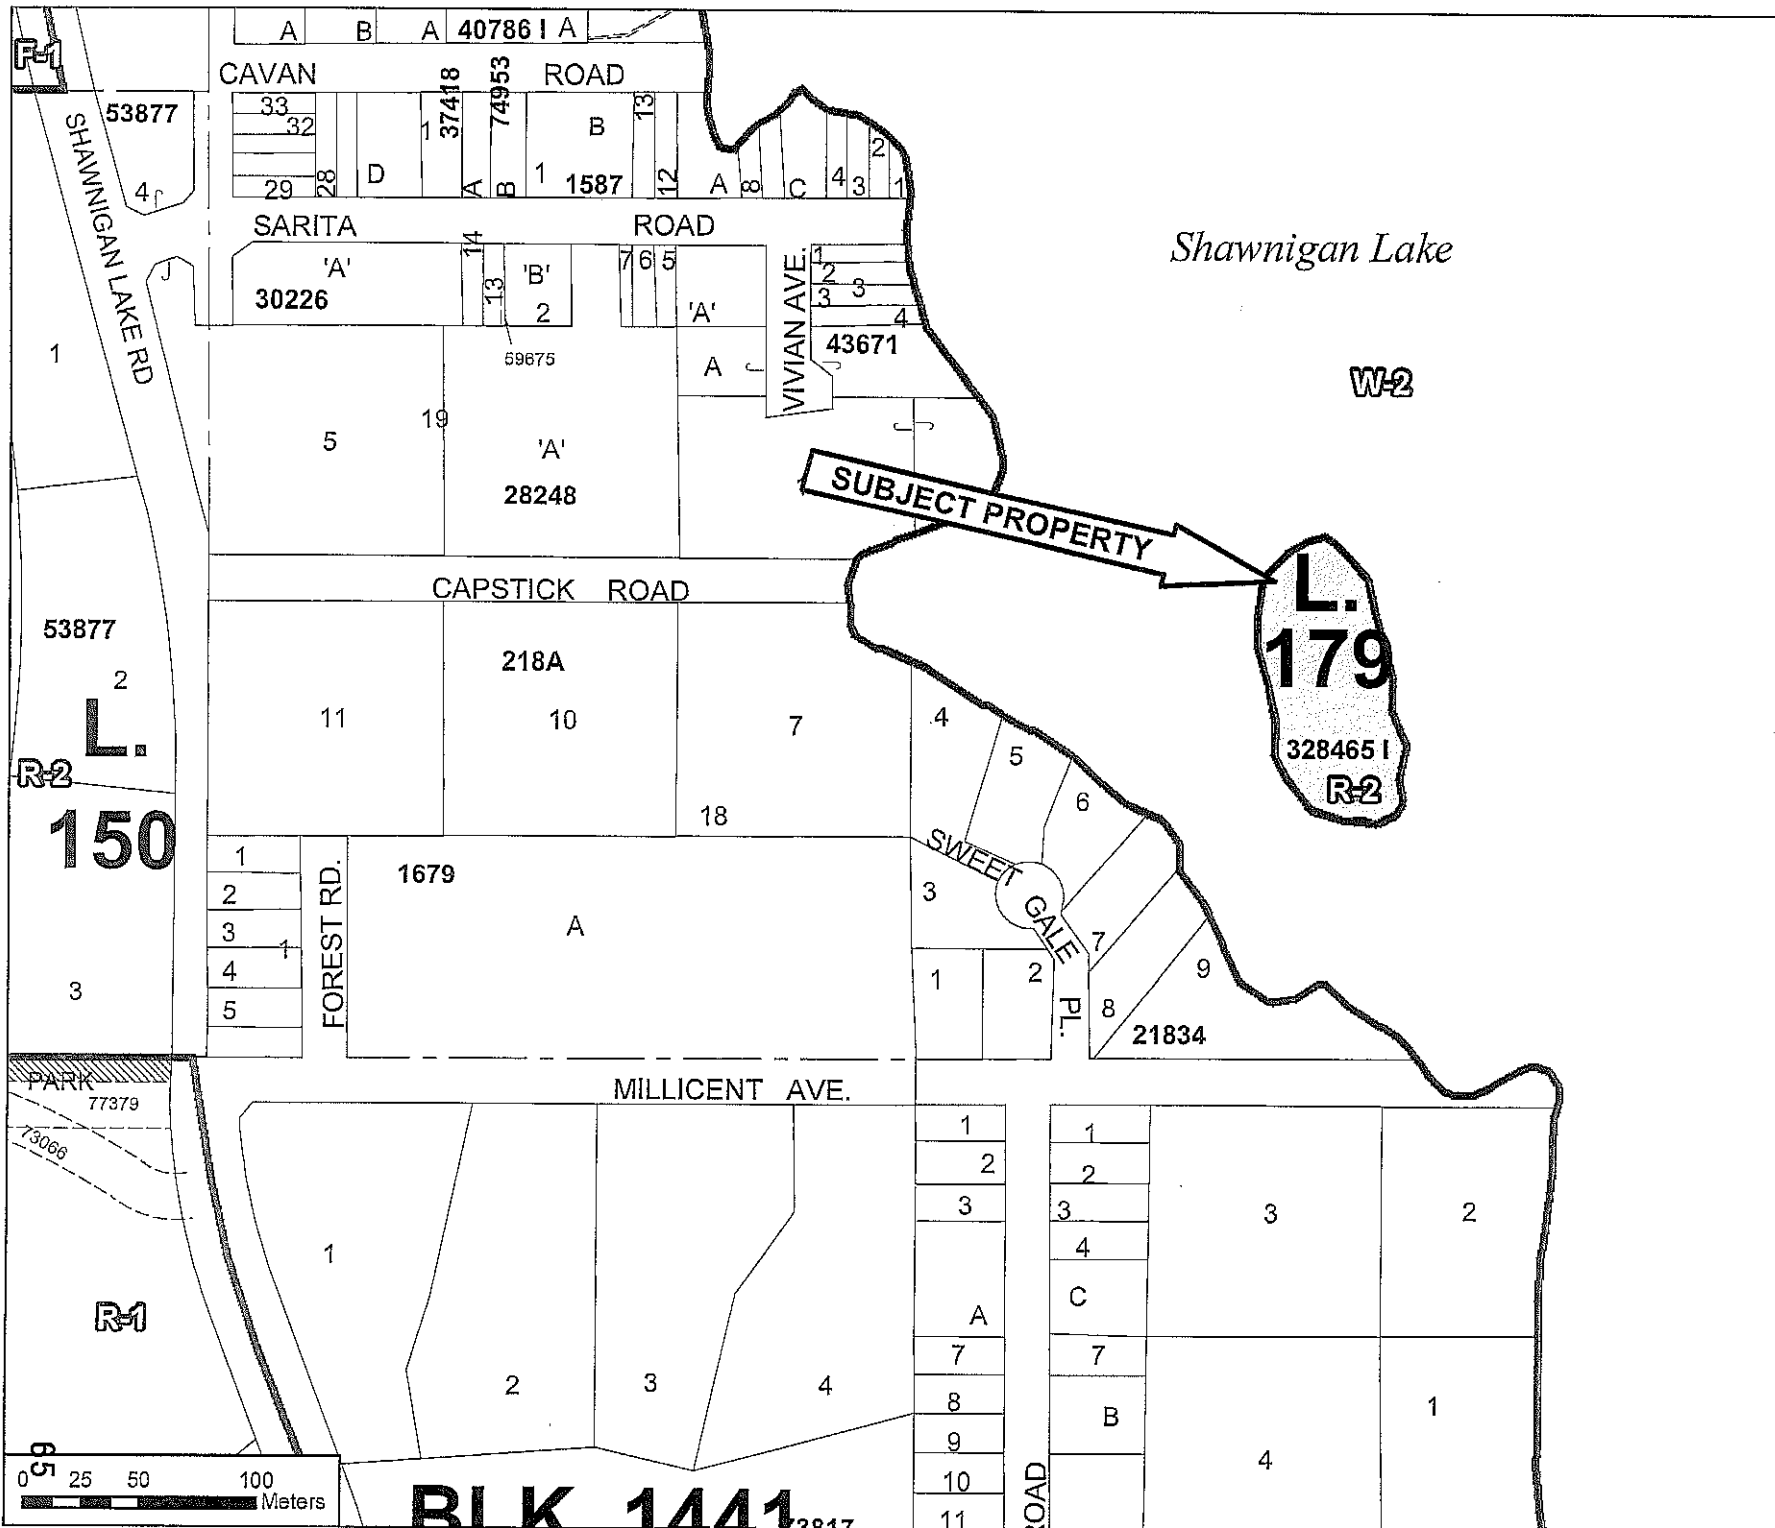 A B A 40786 I A
F-1
CAVAN ROAD
53877
33
32
29
28
D
1
37418
A
74953
B
1
B
1587
13
12
A
8
C
4
3
2
1
4
SHAWNIGAN LAKE RD
SARITA ROAD
'A'
30226
14
13
'B'
2
59675
7 6 5
'A'
A
VIVIAN AVE.
1
2
3
3
4
43671
Shawnigan Lake
W-2
1
5
19
'A'
28248
SUBJECT PROPERTY
L.
179
328465 I
R-2
CAPSTICK ROAD
53877
2
L.
R-2
150
3
218A
11
10
7
18
4
5
6
SWEET GALE PL.
3
1
2
7
8
9
21834
1
2
3
1
4
5
FOREST RD.
1679
A
PARK
77379
73066
MILLICENT AVE.
R-1
1
2
3
4
1
2
3
A
7
8
9
10
11
ROAD
1
2
3
4
C
7
B
3
2
4
1
65
0 25 50 100
Meters
BLK 1441
73817